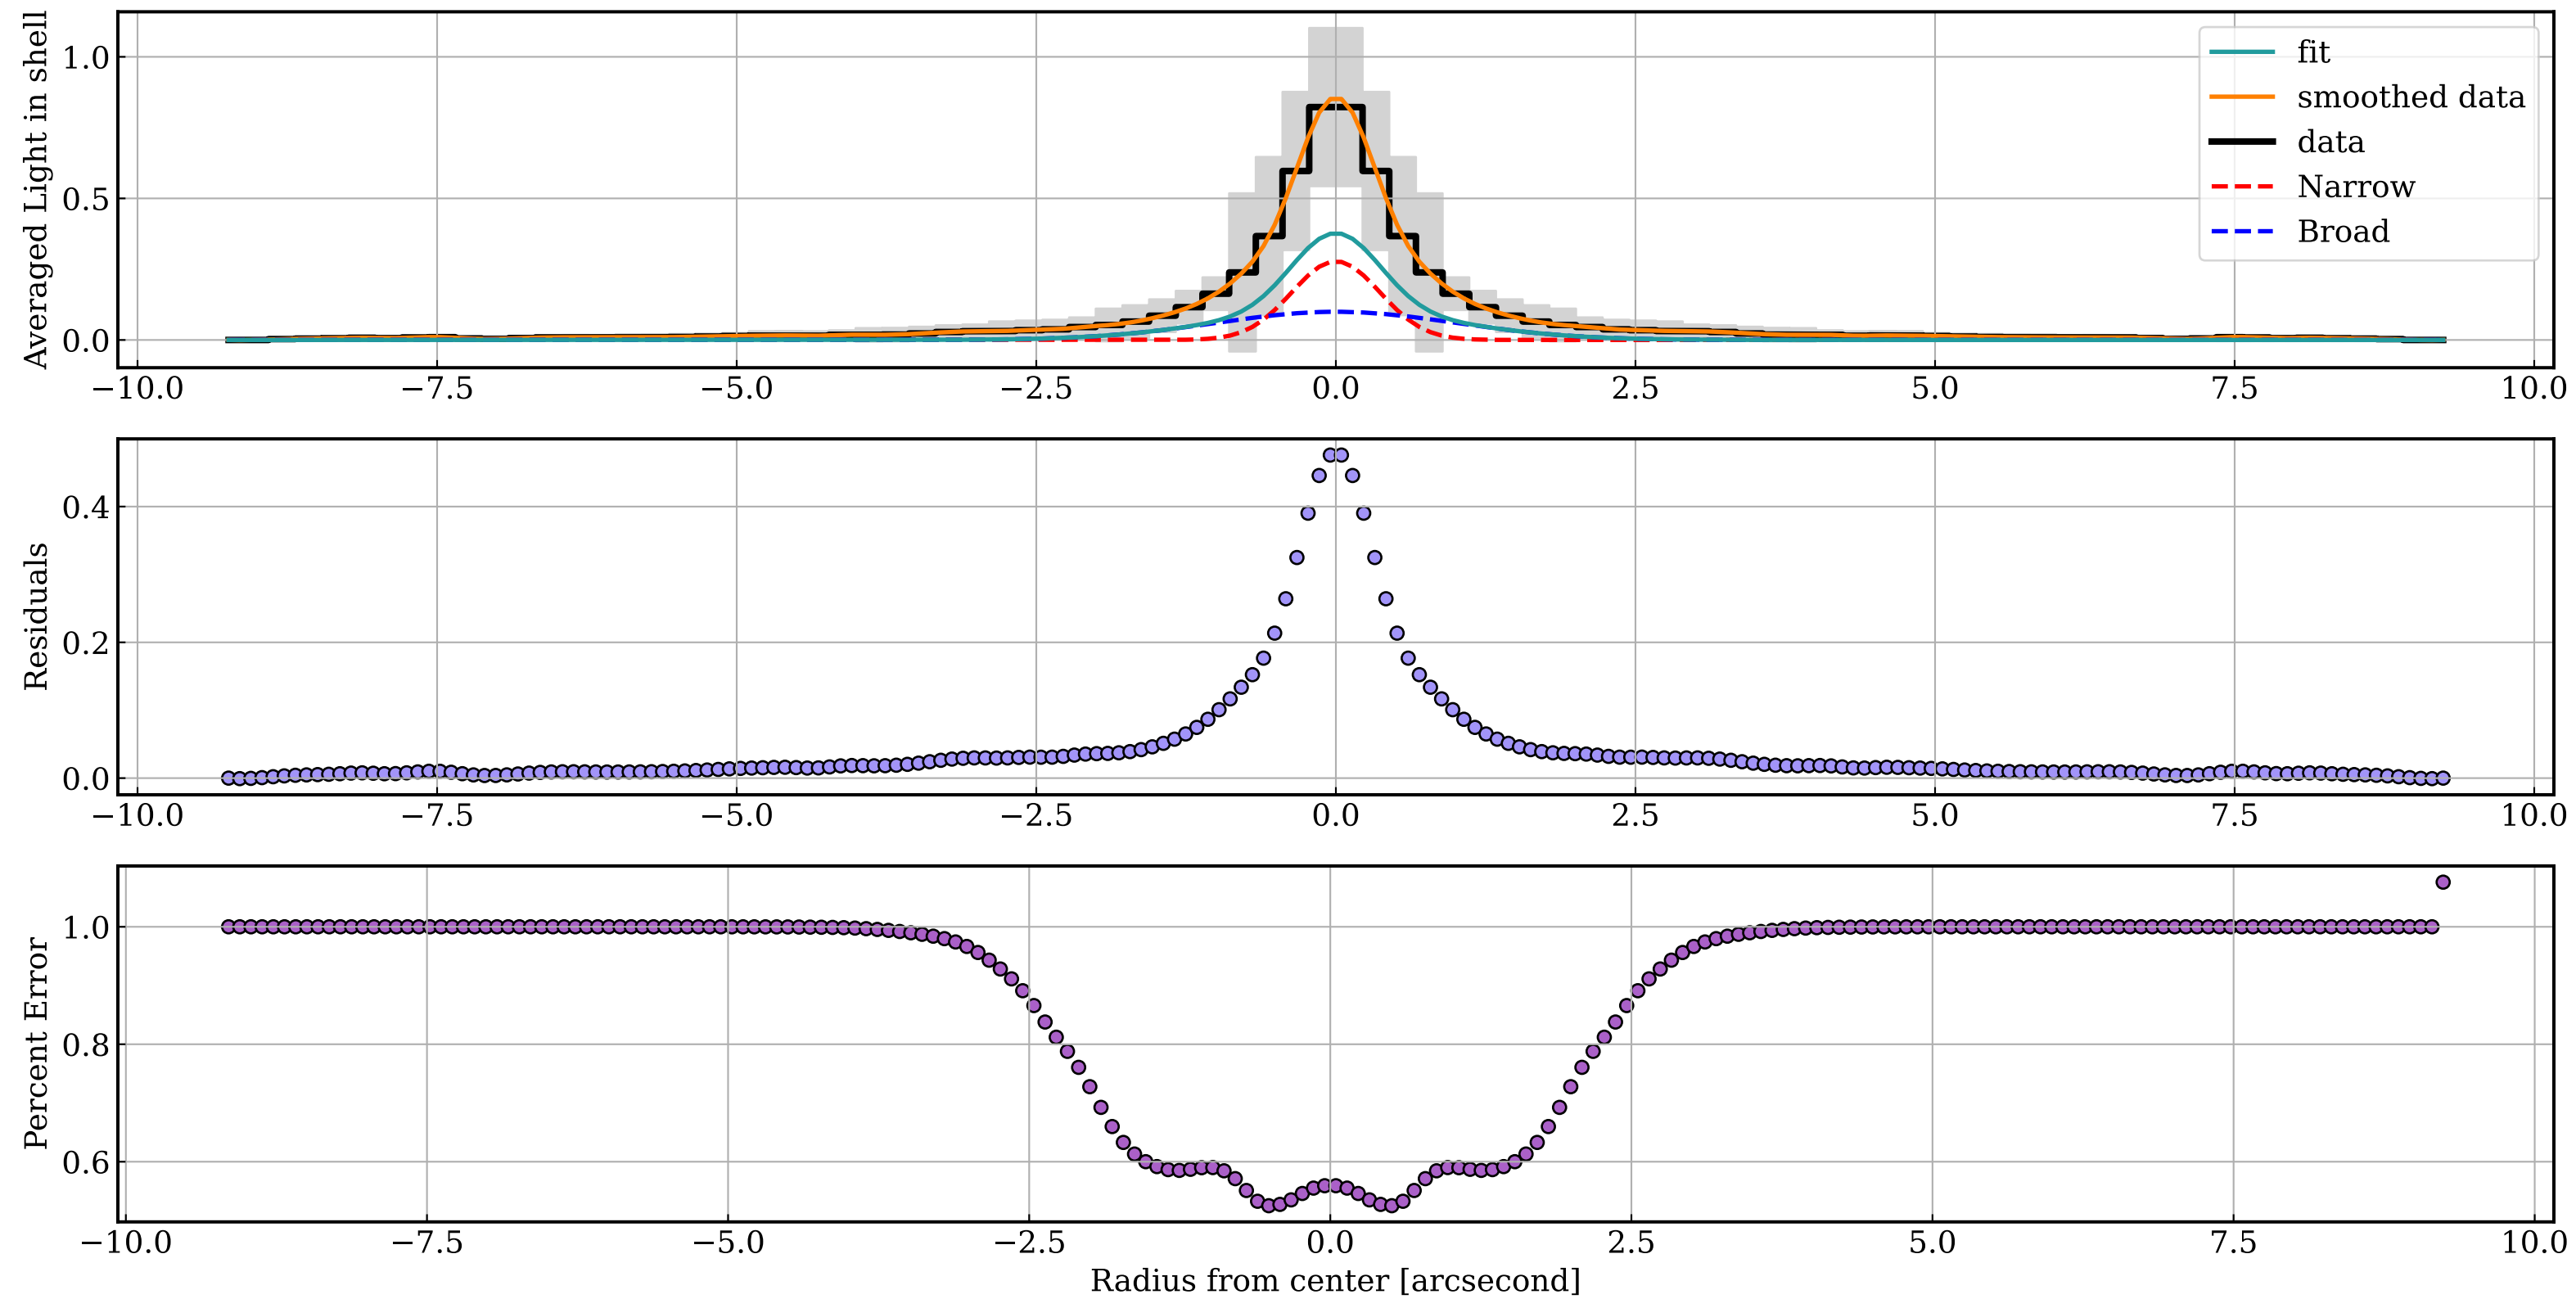 Averaged Light in shell
1.0
0.5
0.0
fit
smoothed data
data
Narrow
Broad
−10.0 −7.5 −5.0 −2.5 0.0 2.5 5.0 7.5 10.0
Residuals
0.4
0.2
0.0
−10.0 −7.5 −5.0 −2.5 0.0 2.5 5.0 7.5 10.0
Percent Error
1.0
0.8
0.6
−10.0 −7.5 −5.0 −2.5 0.0 2.5 5.0 7.5 10.0
Radius from center [arcsecond]